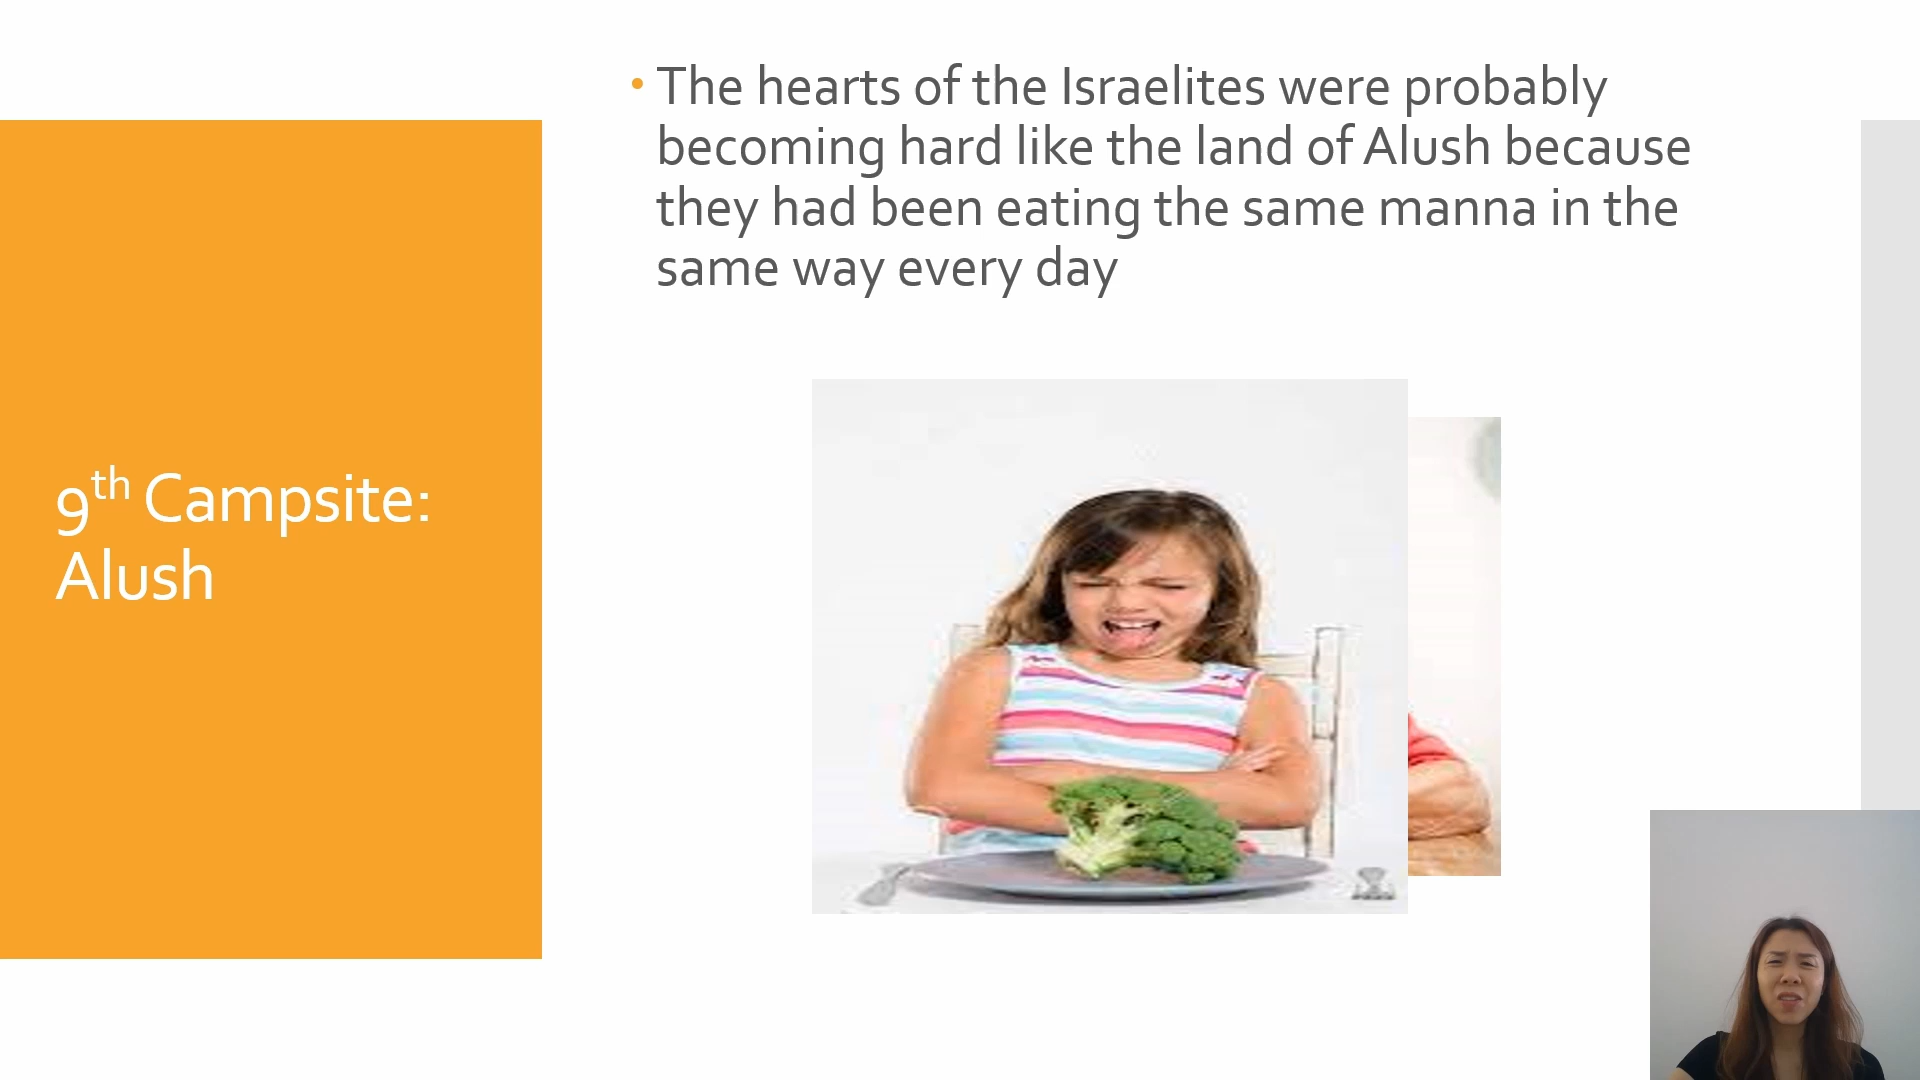 The hearts of the Israelites were probably
becoming hard like the land of Alush because
they had been eating the same manna in the
same way every day
9th Campsite:
Alush